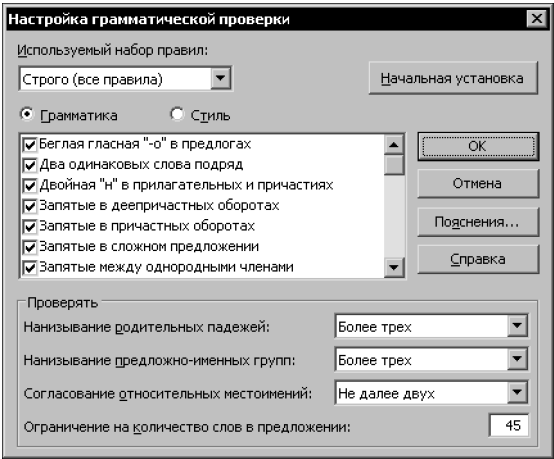 Настройка грамматической проверки
Используемый набор правил:
Строго (все правила)
Начальная установка
Грамматика
Стиль
Беглая гласная "-о" в предлогах
Два одинаковых слова подряд
Двойная "н" в прилагательных и причастиях
Запятые в деепричастных оборотах
Запятые в причастных оборотах
Запятые в сложном предложении
Запятые между однородными членами
OK
Отмена
Пояснения...
Справка
Проверять
Нанизывание родительных падежей:
Более трех
Нанизывание предложно-именных групп:
Более трех
Согласование относительных местоимений:
Не далее двух
Ограничение на количество слов в предложении:
45